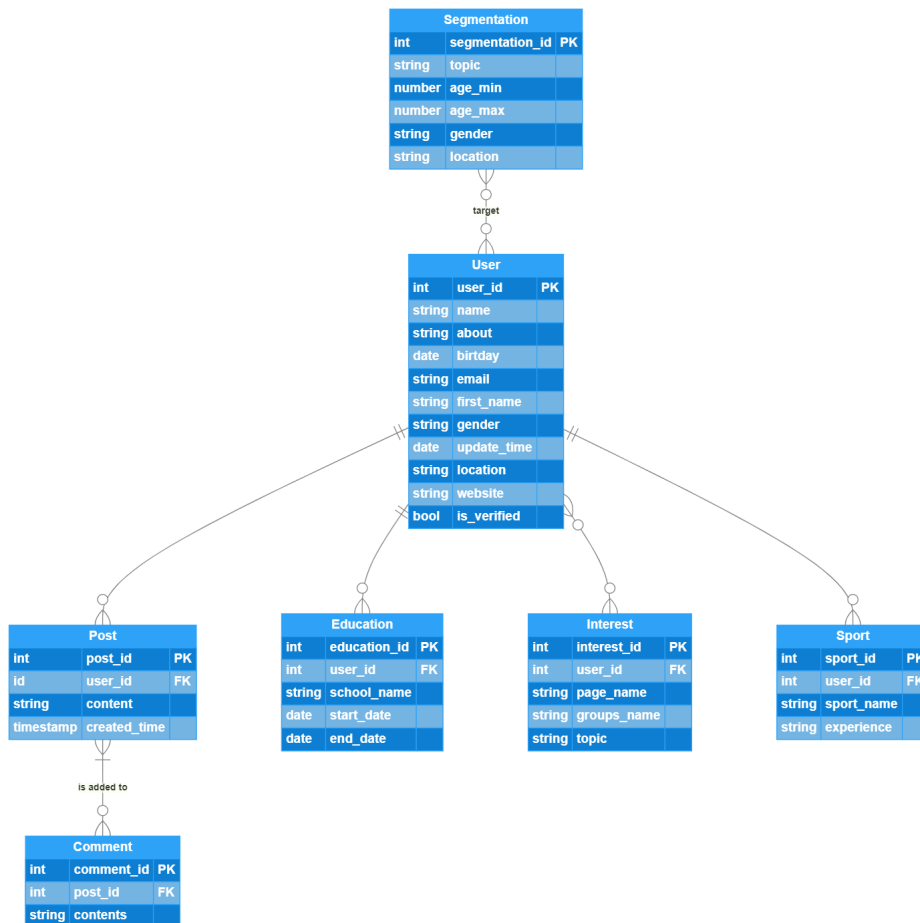 Segmentation
int segmentation_id PK
string topic
number age_min
number age_max
string gender
string location
target
User
int user_id PK
string name
string about
date birtday
string email
string first_name
string gender
date update_time
string location
string website
bool is_verified
Post
int post_id PK
id user_id FK
string content
timestamp created_time
Education
int education_id PK
int user_id FK
string school_name
date start_date
date end_date
Interest
int interest_id PK
int user_id FK
string page_name
string groups_name
string topic
Sport
int sport_id PK
int user_id FK
string sport_name
string experience
is added to
Comment
int comment_id PK
int post_id FK
string contents